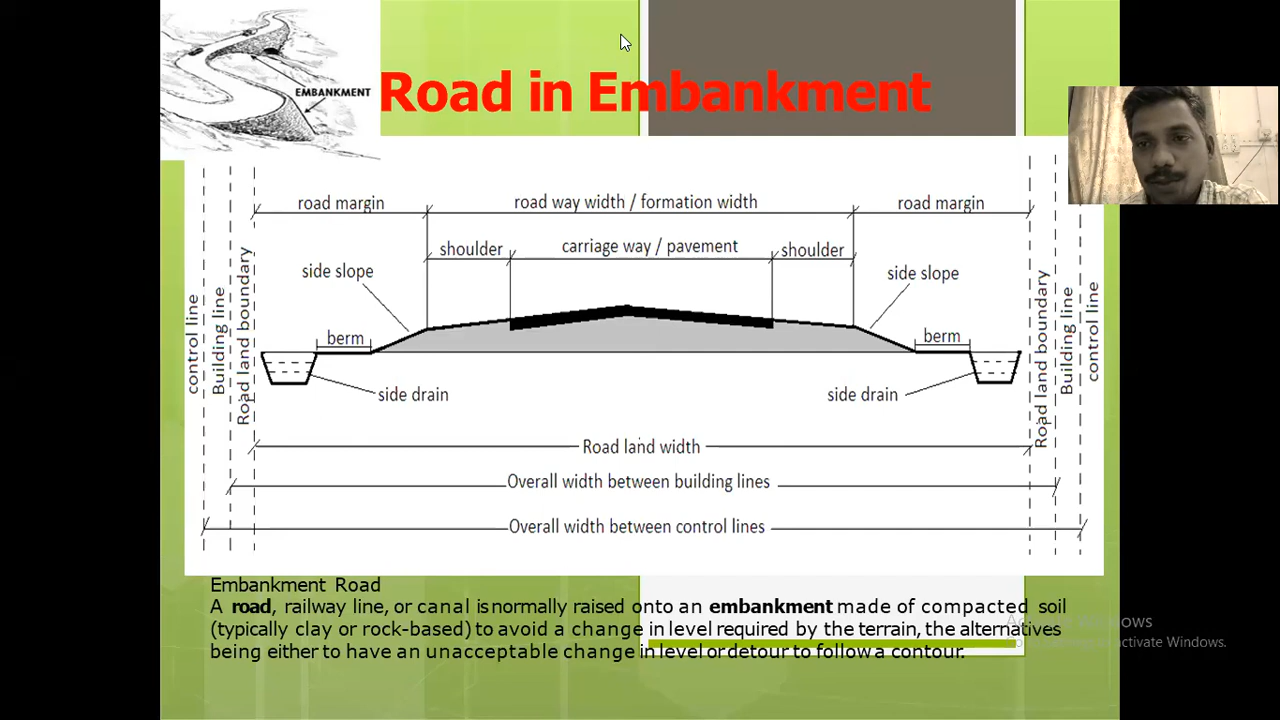 EMBANKMENT
Road in Embankment
road margin
road way width / formation width
road margin
shoulder
carriage way / pavement
shoulder
side slope
side slope
control line
Building line
Road land boundary
berm
berm
Road land boundary
Building line
control line
side drain
side drain
Road land width
Overall width between building lines
Overall width between control lines
Embankment Road
A road, railway line, or canal is normally raised onto an embankment made of compacted soil
(typically clay or rock-based) to avoid a change in level required by the terrain, the alternatives
being either to have an unacceptable change in level or detour to follow a contour.